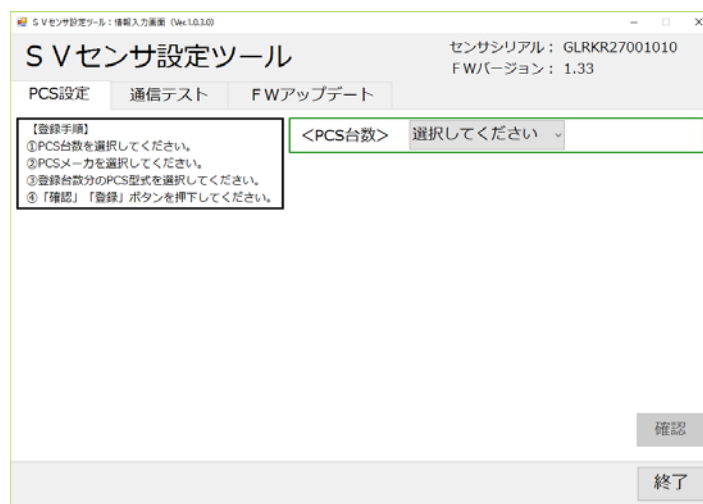 ＳＶセンサ設定ツール：情報入力画面 (Ver.1.0.3.0)
ＳＶセンサ設定ツール
センサシリアル： GLRKR27001010
ＦＷバージョン： 1.33
PCS設定 通信テスト ＦＷアップデート
【登録手順】
①PCS台数を選択してください。
②PCSメーカを選択してください。
③登録台数分のPCS型式を選択してください。
④「確認」「登録」ボタンを押下してください。
＜PCS台数＞ 選択してください
確認
終了